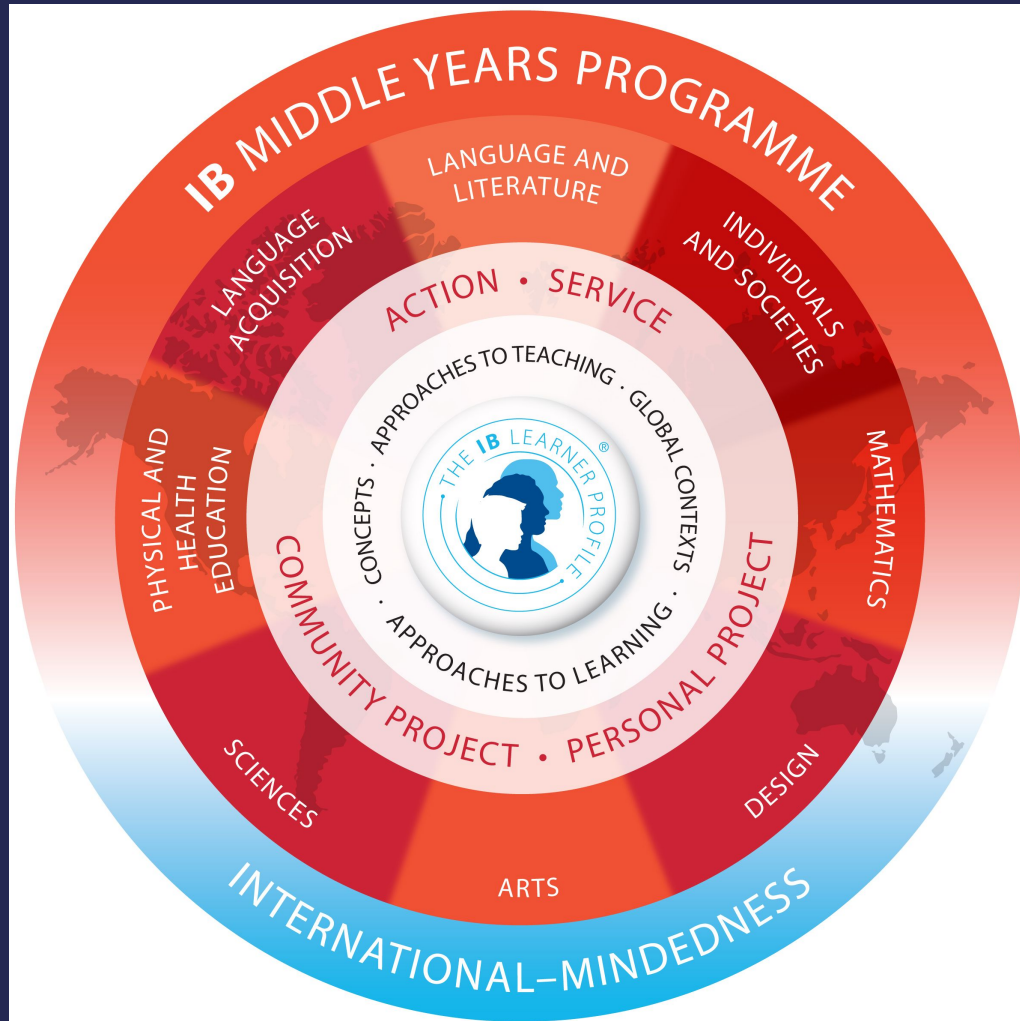 IB MIDDLE YEARS PROGRAMME
LANGUAGE AND
LITERATURE
INDIVIDUALS
AND SOCIETIES
MATHEMATICS
DESIGN
ARTS
SCIENCES
PHYSICAL AND
HEALTH
EDUCATION
LANGUAGE
ACQUISITION
ACTION • SERVICE
COMMUNITY PROJECT • PERSONAL PROJECT
CONCEPTS · APPROACHES TO TEACHING · GLOBAL CONTEXTS ·
APPROACHES TO LEARNING ·
• THE IB LEARNER PROFILE •
®
INTERNATIONAL–MINDEDNESS